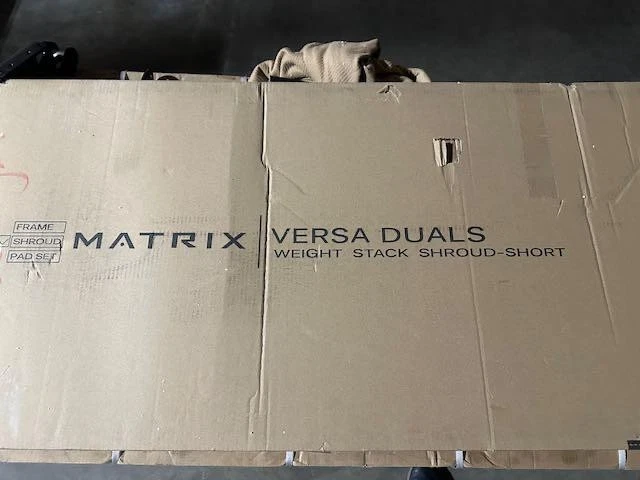 FRAME
SHROUD
PAD SET
MATRIX
VERSA DUALS
WEIGHT STACK SHROUD-SHORT